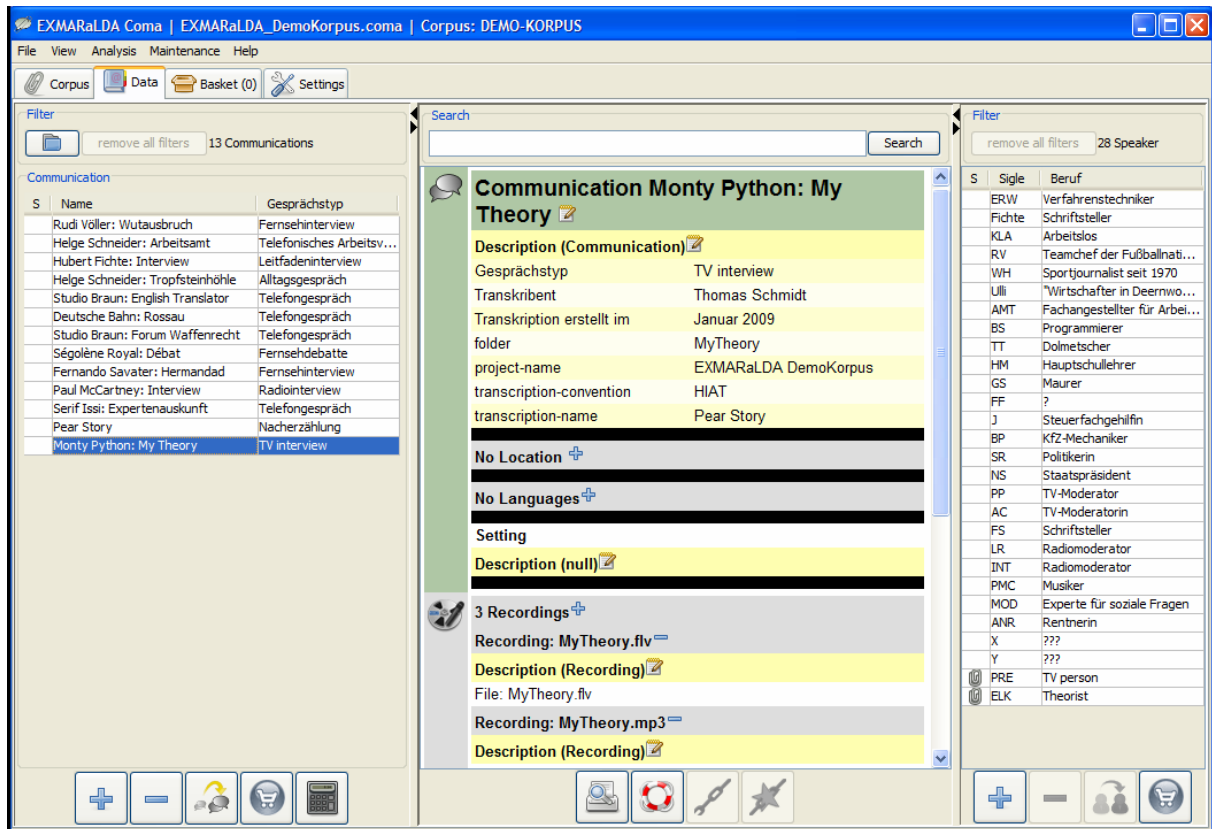 EXMARaLDA Coma | EXMARaLDA_DemoKorpus.coma | Corpus: DEMO-KORPUS
File View Analysis Maintenance Help
Corpus Data Basket (0) Settings
Filter
remove all filters 13 Communications
Communication
S Name Gesprächstyp
Rudi Völler: Wutausbruch Fernsehinterview
Helge Schneider: Arbeitsamt Telefonisches Arbeitsv...
Hubert Fichte: Interview Leitfadeninterview
Helge Schneider: Tropfsteinhöhle Alltagsgespräch
Studio Braun: English Translator Telefongespräch
Deutsche Bahn: Rossau Telefongespräch
Studio Braun: Forum Waffenrecht Telefongespräch
Ségolène Royal: Débat Fernsehdebatte
Fernando Savater: Hermandad Fernsehinterview
Paul McCartney: Interview Radiointerview
Serif Issi: Expertenauskunft Telefongespräch
Pear Story Nacherzählung
Monty Python: My Theory TV interview
Search
Search
Communication Monty Python: My
Theory
Description (Communication)
Gesprächstyp TV interview
Transkribent Thomas Schmidt
Transkription erstellt im Januar 2009
folder MyTheory
project-name EXMARaLDA DemoKorpus
transcription-convention HIAT
transcription-name Pear Story
No Location
No Languages
Setting
Description (null)
3 Recordings
Recording: MyTheory.flv
Description (Recording)
File: MyTheory.flv
Recording: MyTheory.mp3
Description (Recording)
Filter
remove all filters 28 Speaker
S Sigle Beruf
ERW Verfahrenstechniker
Fichte Schriftsteller
KLA Arbeitslos
RV Teamchef der Fußballnati...
WH Sportjournalist seit 1970
Ulli "Wirtschafter in Deernwo...
AMT Fachangestellter für Arbei...
BS Programmierer
TT Dolmetscher
HM Hauptschullehrer
GS Maurer
FF ?
J Steuerfachgehilfin
BP KfZ-Mechaniker
SR Politikerin
NS Staatspräsident
PP TV-Moderator
AC TV-Moderatorin
FS Schriftsteller
LR Radiomoderator
INT Radiomoderator
PMC Musiker
MOD Experte für soziale Fragen
ANR Rentnerin
X ???
Y ???
PRE TV person
ELK Theorist